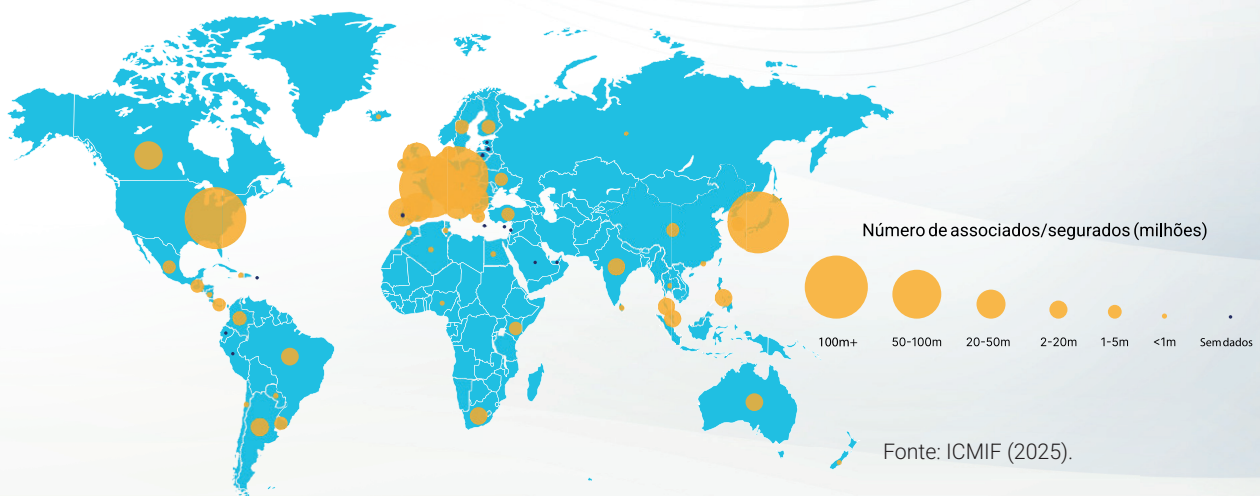 Número de associados/segurados (milhões)
100m+ 50-100m 20-50m 2-20m 1-5m <1m Sem dados
Fonte: ICMIF (2025).